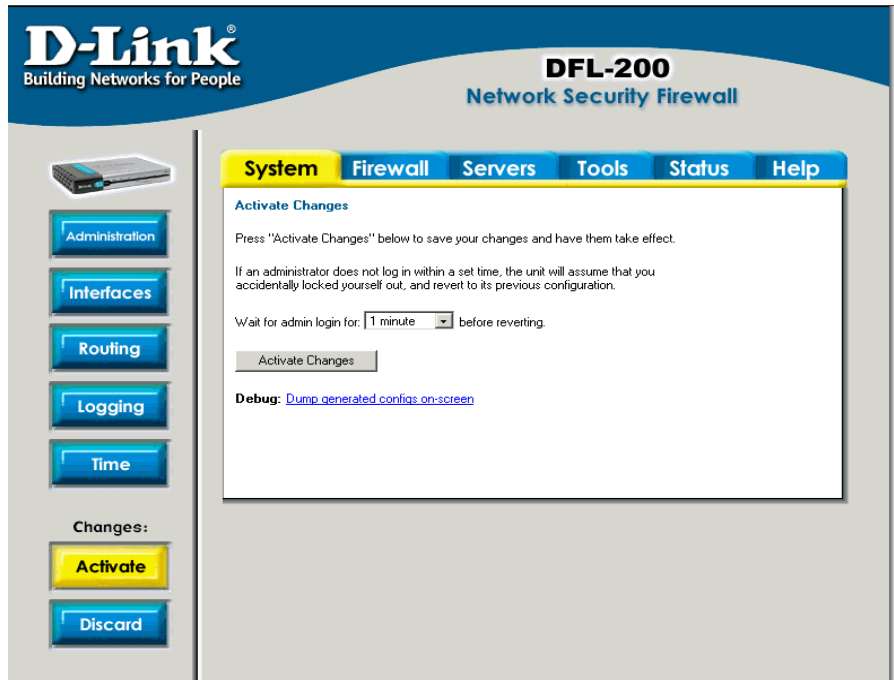 D-Link®
Building Networks for People
DFL-200
Network Security Firewall
System Firewall Servers Tools Status Help
Administration
Interfaces
Routing
Logging
Time
Changes:
Activate
Discard
Activate Changes
Press "Activate Changes" below to save your changes and have them take effect.
If an administrator does not log in within a set time, the unit will assume that you
accidentally locked yourself out, and revert to its previous configuration.
Wait for admin login for: 1 minute before reverting.
Activate Changes
Debug: Dump generated configs on-screen